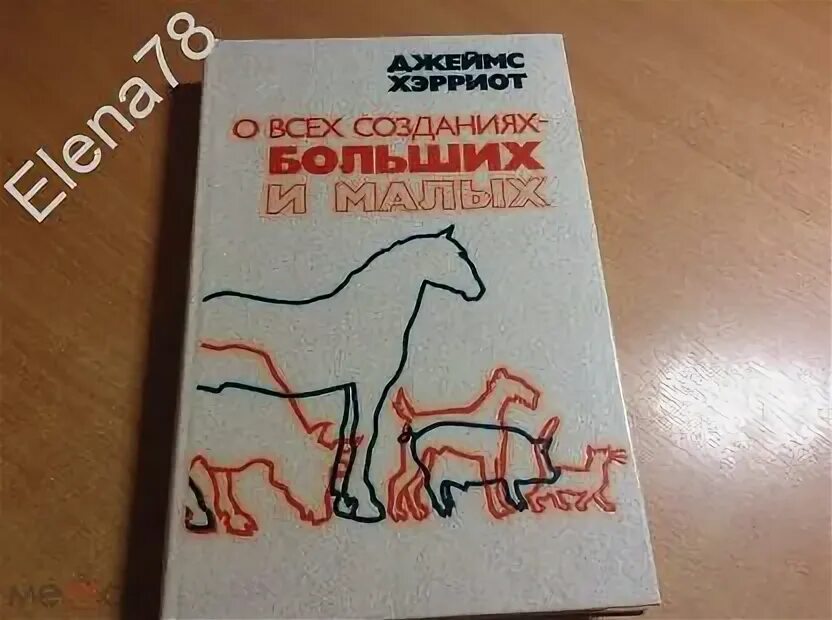 Elena78
ДЖЕЙМС
ХЭРРИОТ
О ВСЕХ СОЗДАНИЯХ-
БОЛЬШИХ
И МАЛЫХ